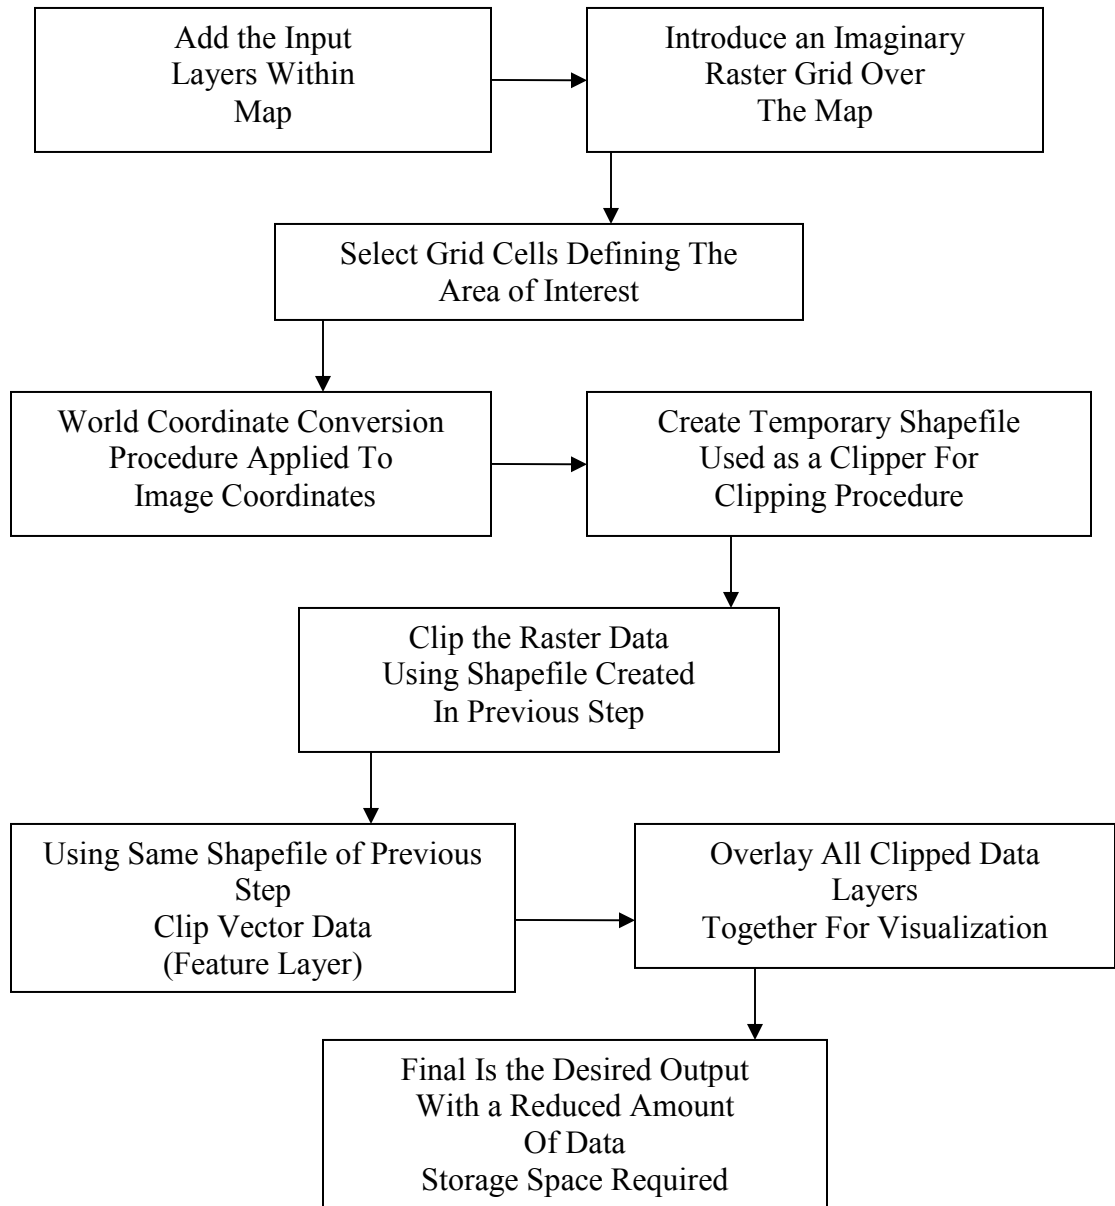 Add the Input
Layers Within
Map
Introduce an Imaginary
Raster Grid Over
The Map
Select Grid Cells Defining The
Area of Interest
World Coordinate Conversion
Procedure Applied To
Image Coordinates
Create Temporary Shapefile
Used as a Clipper For
Clipping Procedure
Clip the Raster Data
Using Shapefile Created
In Previous Step
Using Same Shapefile of Previous
Step
Clip Vector Data
(Feature Layer)
Overlay All Clipped Data
Layers
Together For Visualization
Final Is the Desired Output
With a Reduced Amount
Of Data
Storage Space Required